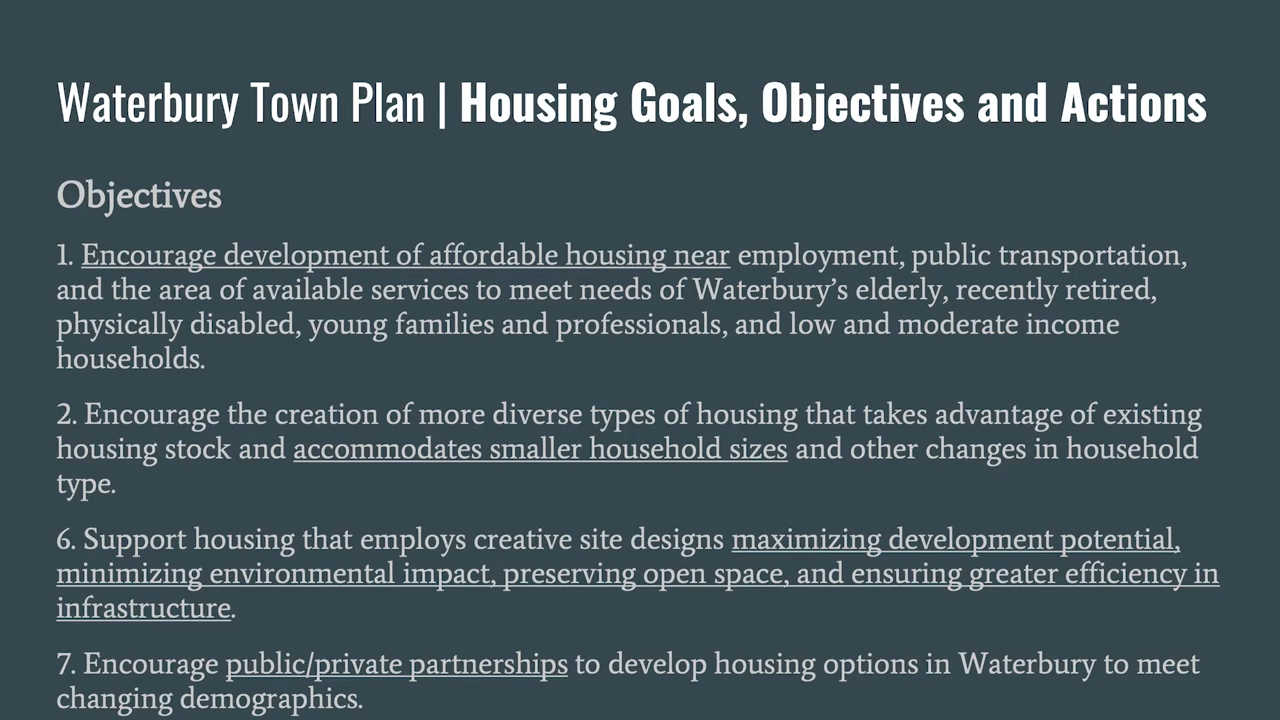 Waterbury Town Plan | Housing Goals, Objectives and Actions
Objectives
1. Encourage development of affordable housing near employment, public transportation,
and the area of available services to meet needs of Waterbury’s elderly, recently retired,
physically disabled, young families and professionals, and low and moderate income
households.
2. Encourage the creation of more diverse types of housing that takes advantage of existing
housing stock and accommodates smaller household sizes and other changes in household
type.
6. Support housing that employs creative site designs maximizing development potential,
minimizing environmental impact, preserving open space, and ensuring greater efficiency in
infrastructure.
7. Encourage public/private partnerships to develop housing options in Waterbury to meet
changing demographics.